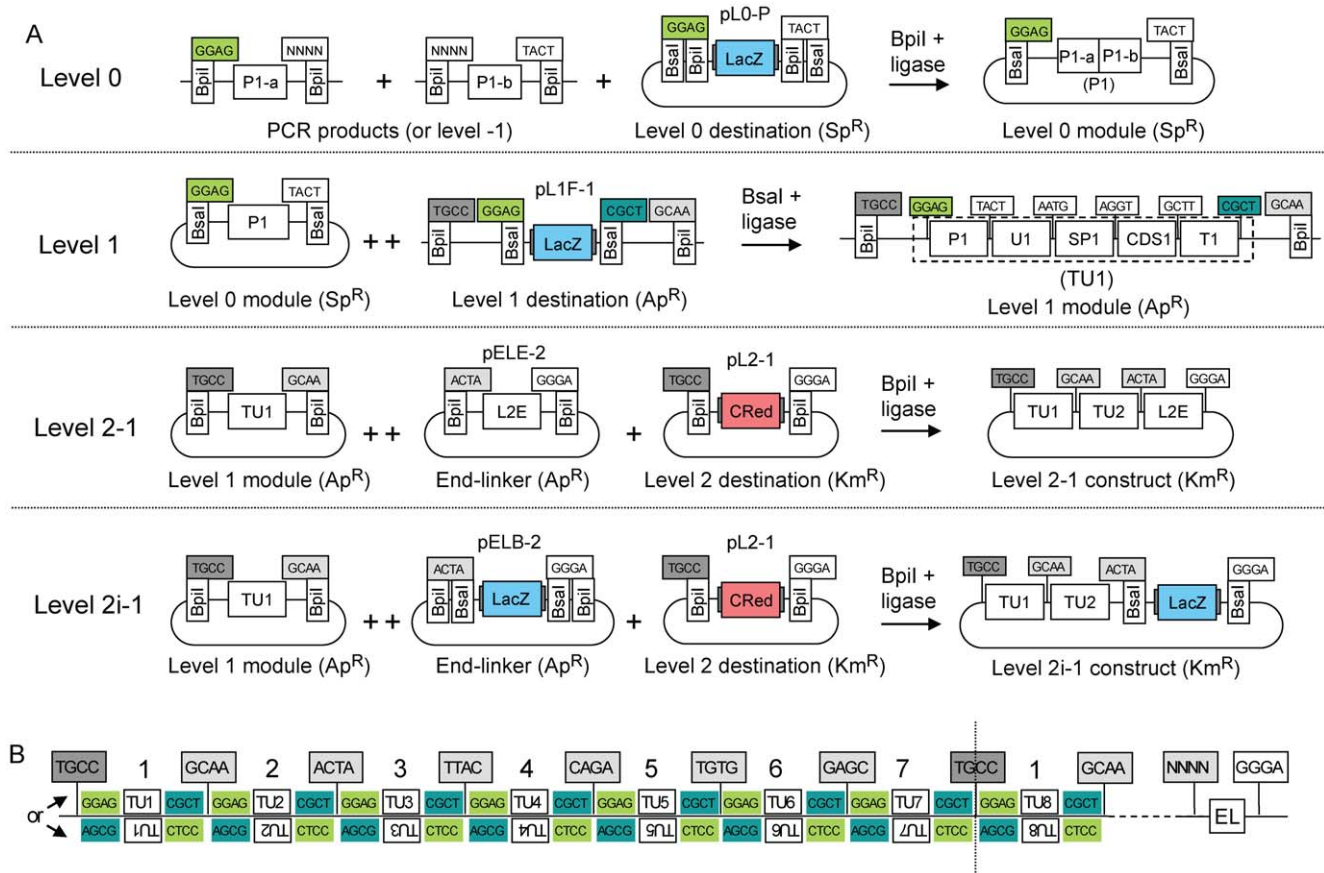 A
Level 0
GGAG NNNN
BpiI P1-a BpiI
+
NNNN TACT
BpiI P1-b BpiI
PCR products (or level -1)
+
pL0-P
GGAG TACT
BsaI BpiI LacZ BpiI BsaI
Level 0 destination (SpR)
BpiI +
ligase
GGAG TACT
BsaI P1-a P1-b BsaI
(P1)
Level 0 module (SpR)
Level 1
GGAG TACT
BsaI P1 BsaI
Level 0 module (SpR)
++
pL1F-1
TGCC GGAG CGCT GCAA
BpiI BsaI LacZ BsaI BpiI
Level 1 destination (ApR)
BsaI +
ligase
TGCC GGAG TACT AATG AGGT GCTT CGCT GCAA
BpiI P1 U1 SP1 CDS1 T1 BpiI
(TU1)
Level 1 module (ApR)
Level 2-1
TGCC GCAA
BpiI TU1 BpiI
Level 1 module (ApR)
++
pELE-2
ACTA GGGA
BpiI L2E BpiI
End-linker (ApR)
+
pL2-1
TGCC GGGA
BpiI CRed BpiI
Level 2 destination (KmR)
BpiI +
ligase
TGCC GCAA ACTA GGGA
TU1 TU2 L2E
Level 2-1 construct (KmR)
Level 2i-1
TGCC GCAA
BpiI TU1 BpiI
Level 1 module (ApR)
++
pELB-2
ACTA GGGA
BpiI BsaI LacZ BsaI BpiI
End-linker (ApR)
+
pL2-1
TGCC GGGA
BpiI CRed BpiI
Level 2 destination (KmR)
BpiI +
ligase
TGCC GCAA ACTA GGGA
TU1 TU2 BsaI LacZ BsaI
Level 2i-1 construct (KmR)
B
TGCC 1 GCAA 2 ACTA 3 TTAC 4 CAGA 5 TGTG 6 GAGC 7 TGCC 1 GCAA NNNN GGGA
GGAG TU1 CGCT GGAG TU2 CGCT GGAG TU3 CGCT GGAG TU4 CGCT GGAG TU5 CGCT GGAG TU6 CGCT GGAG TU7 CGCT GGAG TU8 CGCT
or
EL
AGCG TU1 CTCC AGCG TU2 CTCC AGCG TU3 CTCC AGCG TU4 CTCC AGCG TU5 CTCC AGCG TU6 CTCC AGCG TU7 CTCC AGCG TU8 CTCC